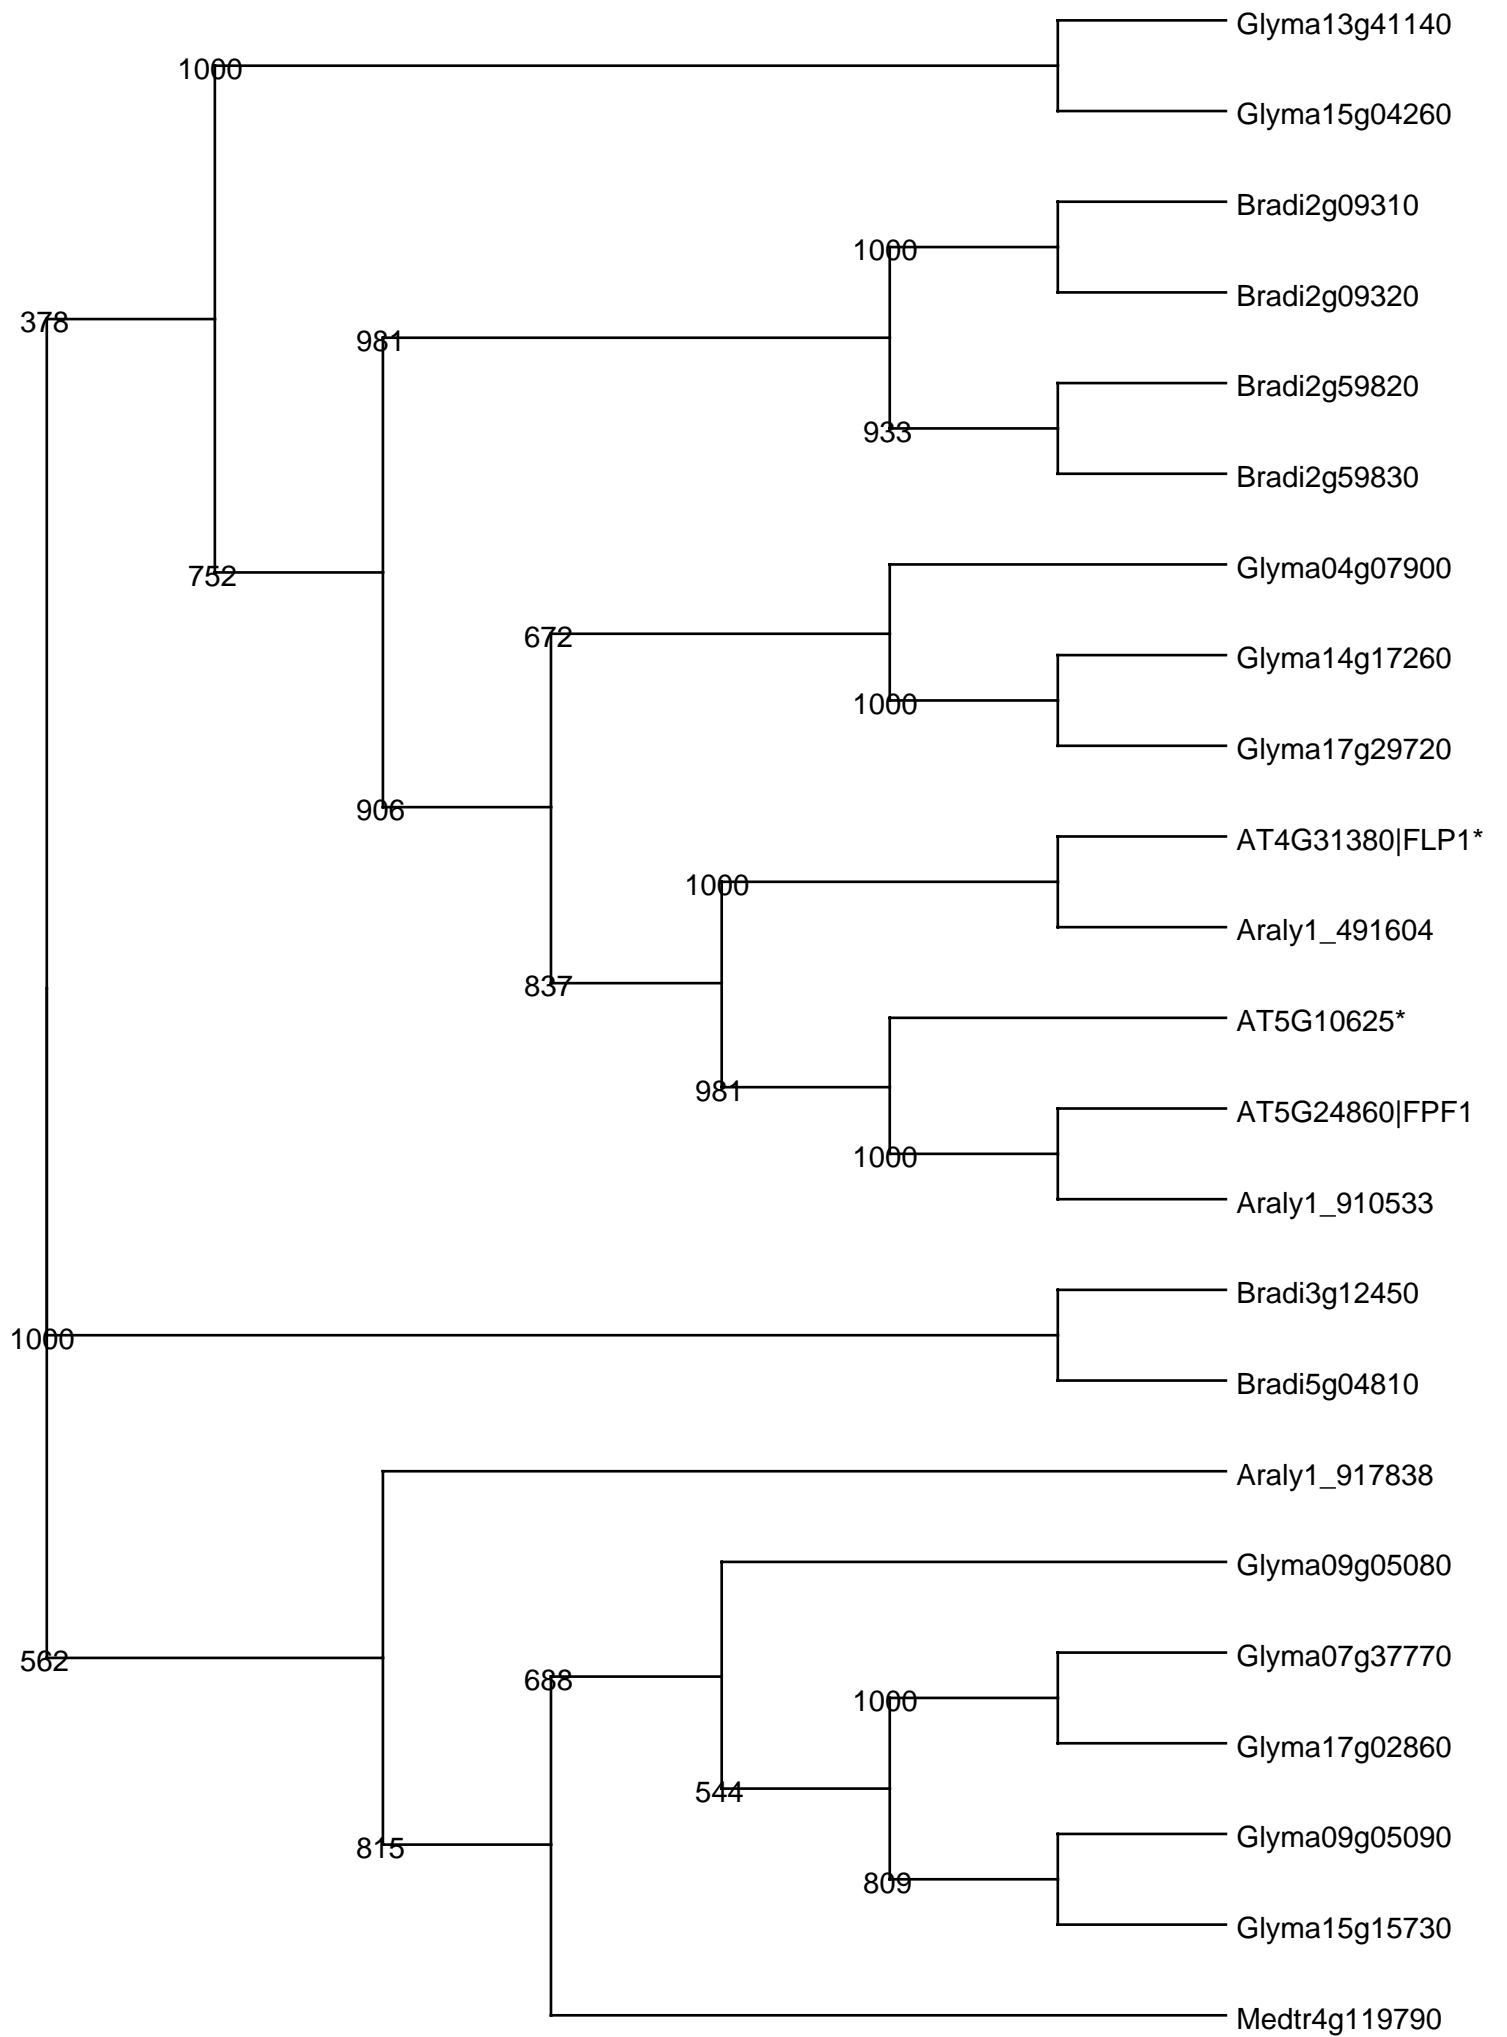 Glyma13g41140
1000
Glyma15g04260
Bradi2g09310
1000
Bradi2g09320
378
981
Bradi2g59820
933
Bradi2g59830
Glyma04g07900
752
672
Glyma14g17260
1000
Glyma17g29720
906
AT4G31380|FLP1*
1000
Araly1_491604
837
AT5G10625*
981
AT5G24860|FPF1
1000
Araly1_910533
Bradi3g12450
1000
Bradi5g04810
Araly1_917838
Glyma09g05080
562
Glyma07g37770
688
1000
Glyma17g02860
544
Glyma09g05090
815
809
Glyma15g15730
Medtr4g119790